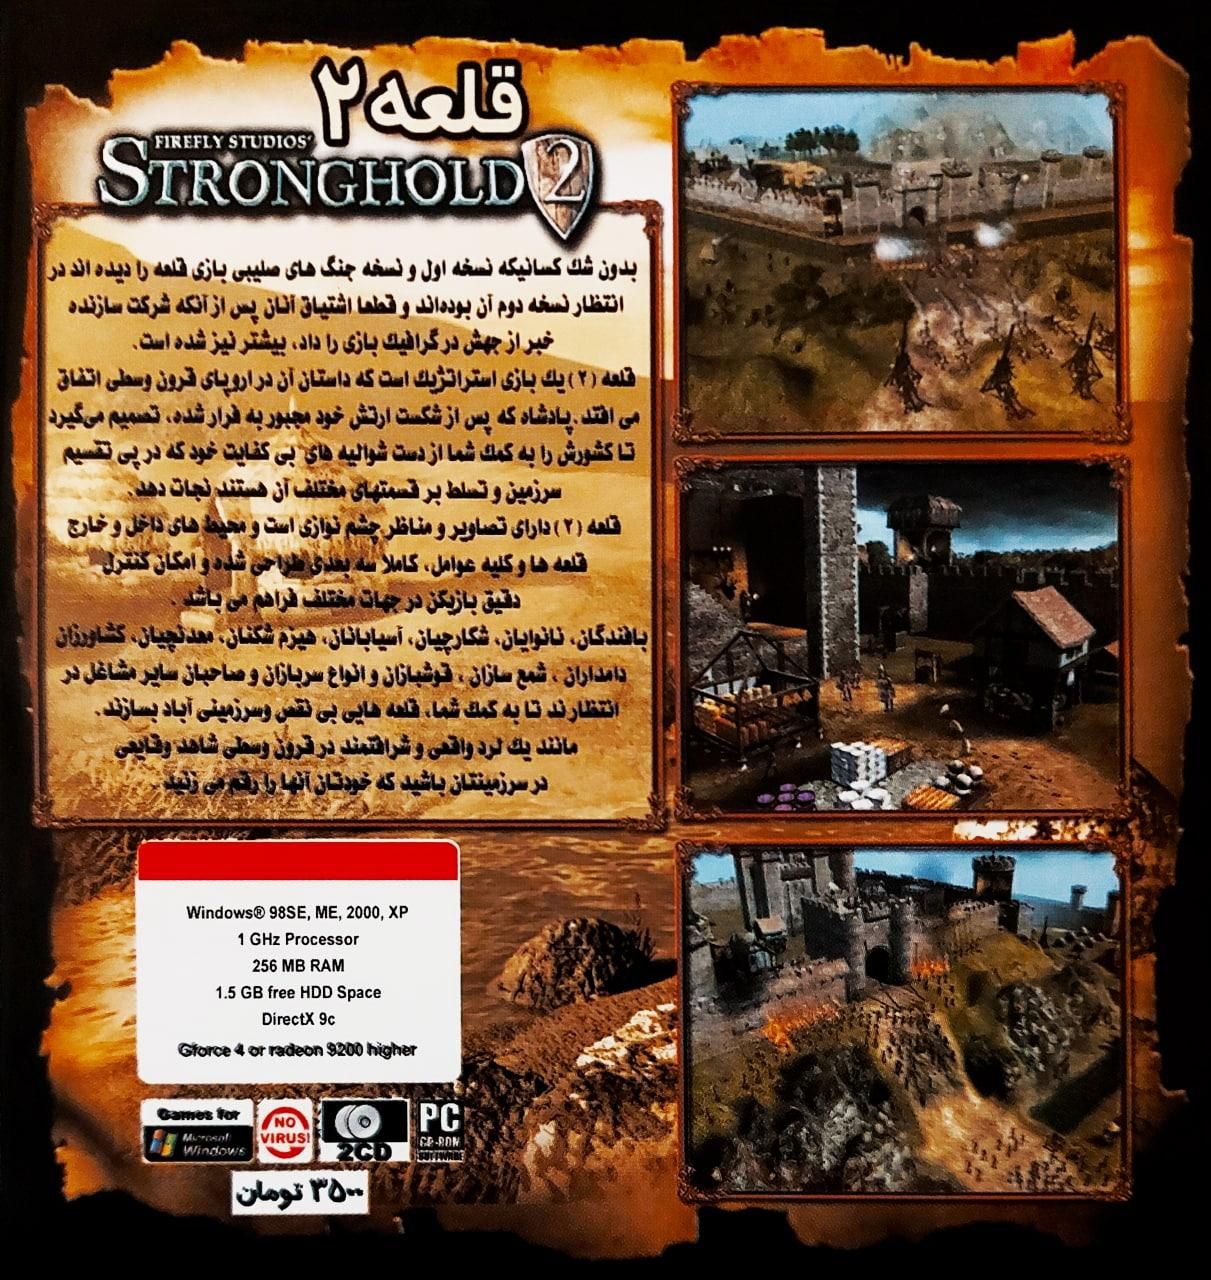 قلعه ۲
FIREFLY STUDIOS'
STRONGHOLD 2
بدون شك كسانيكه نسخه اول و نسخه جنگ های صلیبی بازی قلعه را دیده اند در
انتظار نسخه دوم آن بوده‌اند و قطعا اشتیاق آنان پس از آنکه شرکت سازنده
خبر از جهش در گرافیك بازی را داد، بیشتر نیز شده است.
قلعه (۲) یك بازی استراتژیك است که داستان آن در اروپای قرون وسطی اتفاق
می افتد. پادشاه که پس از شکست ارتش خود مجبور به فرار شده، تصمیم می‌گیرد
تا کشورش را به کمك شما از دست شوالیه های بی کفایت خود که در پی تقسیم
سرزمین و تسلط بر قسمتهای مختلف آن هستند نجات دهد.
قلعه (۲) دارای تصاویر و مناظر چشم نوازی است و محیط های داخل و خارج
قلعه ها و کلیه عوامل، کاملا سه بعدی طراحی شده و امکان کنترل
دقیق بازیکن در جهات مختلف فراهم می باشد .
بافندگان، نانوایان، شکارچیان، آسیابانان، هیزم شکنان، معدنچیان، کشاورزان
دامداران ، شمع سازان ، قوشبازان و انواع سربازان و صاحبان سایر مشاغل در
انتظارند تا به کمك شما، قلعه هایی بی نقص وسرزمینی آباد بسازند.
مانند یك لرد واقعی و شرافتمند در قرون وسطی شاهد وقایعی
در سرزمینتان باشید که خودتان آنها را رقم می زنید
Windows® 98SE, ME, 2000, XP
1 GHz Processor
256 MB RAM
1.5 GB free HDD Space
DirectX 9c
Gforce 4 or radeon 9200 higher
Games for
Microsoft
Windows
NO
VIRUS!
2CD
PC
CD-ROM
SOFTWARE
۳۵۰۰ تومان